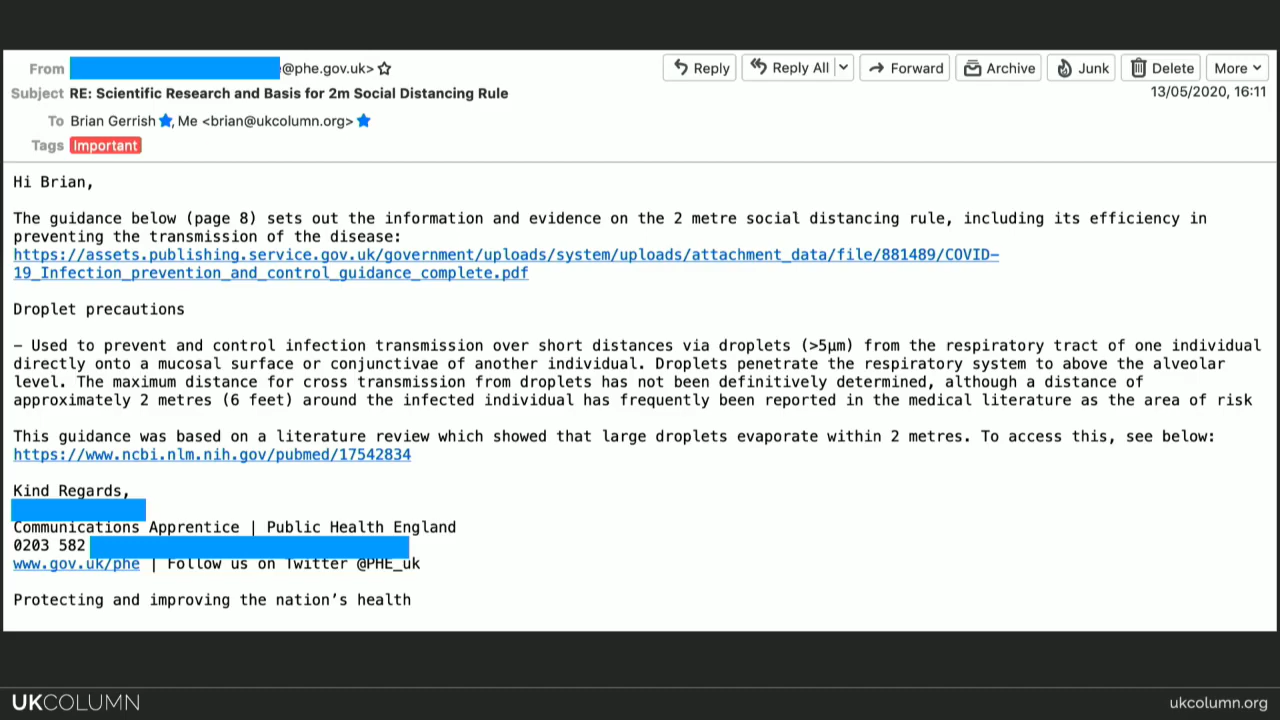 From @phe.gov.uk>
Reply Reply All Forward Archive Junk Delete More
Subject RE: Scientific Research and Basis for 2m Social Distancing Rule
13/05/2020, 16:11
To Brian Gerrish, Me <brian@ukcolumn.org>
Tags Important
Hi Brian,
The guidance below (page 8) sets out the information and evidence on the 2 metre social distancing rule, including its efficiency in
preventing the transmission of the disease:
https://assets.publishing.service.gov.uk/government/uploads/system/uploads/attachment_data/file/881489/COVID-
19_Infection_prevention_and_control_guidance_complete.pdf
Droplet precautions
– Used to prevent and control infection transmission over short distances via droplets (>5μm) from the respiratory tract of one individual
directly onto a mucosal surface or conjunctivae of another individual. Droplets penetrate the respiratory system to above the alveolar
level. The maximum distance for cross transmission from droplets has not been definitively determined, although a distance of
approximately 2 metres (6 feet) around the infected individual has frequently been reported in the medical literature as the area of risk
This guidance was based on a literature review which showed that large droplets evaporate within 2 metres. To access this, see below:
https://www.ncbi.nlm.nih.gov/pubmed/17542834
Kind Regards,
Communications Apprentice | Public Health England
0203 582
www.gov.uk/phe | Follow us on Twitter @PHE_uk
Protecting and improving the nation’s health
UKCOLUMN
ukcolumn.org